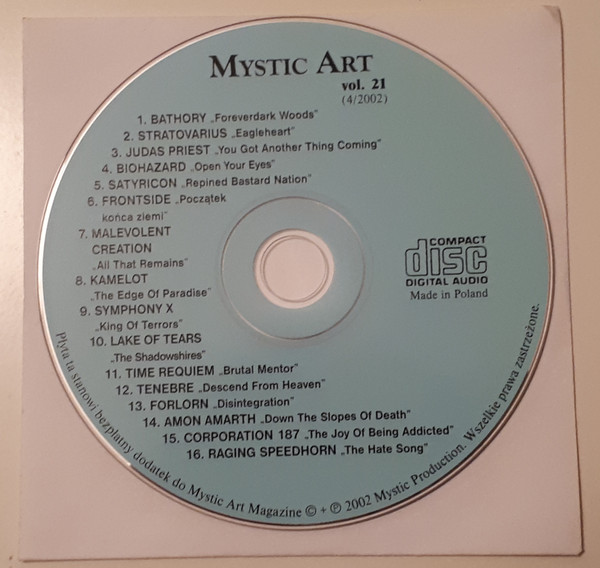 MYSTIC ART
vol. 21
(4/2002)
1. BATHORY „Foreverdark Woods"
2. STRATOVARIUS „Eagleheart"
3. JUDAS PRIEST „You Got Another Thing Coming"
4. BIOHAZARD „Open Your Eyes"
5. SATYRICON „Repined Bastard Nation"
6. FRONTSIDE „Początek
końca ziemi"
7. MALEVOLENT
CREATION
„All That Remains"
8. KAMELOT
„The Edge Of Paradise"
9. SYMPHONY X
„King Of Terrors"
10. LAKE OF TEARS
„The Shadowshires"
11. TIME REQUIEM „Brutal Mentor"
12. TENEBRE „Descend From Heaven"
13. FORLORN „Disintegration"
14. AMON AMARTH „Down The Slopes Of Death"
15. CORPORATION 187 „The Joy Of Being Addicted"
16. RAGING SPEEDHORN „The Hate Song"
COMPACT
disc
DIGITAL AUDIO
Made in Poland
Płyta ta stanowi bezpłatny dodatek do Mystic Art Magazine © + ℗ 2002 Mystic Production. Wszelkie prawa zastrzeżone.